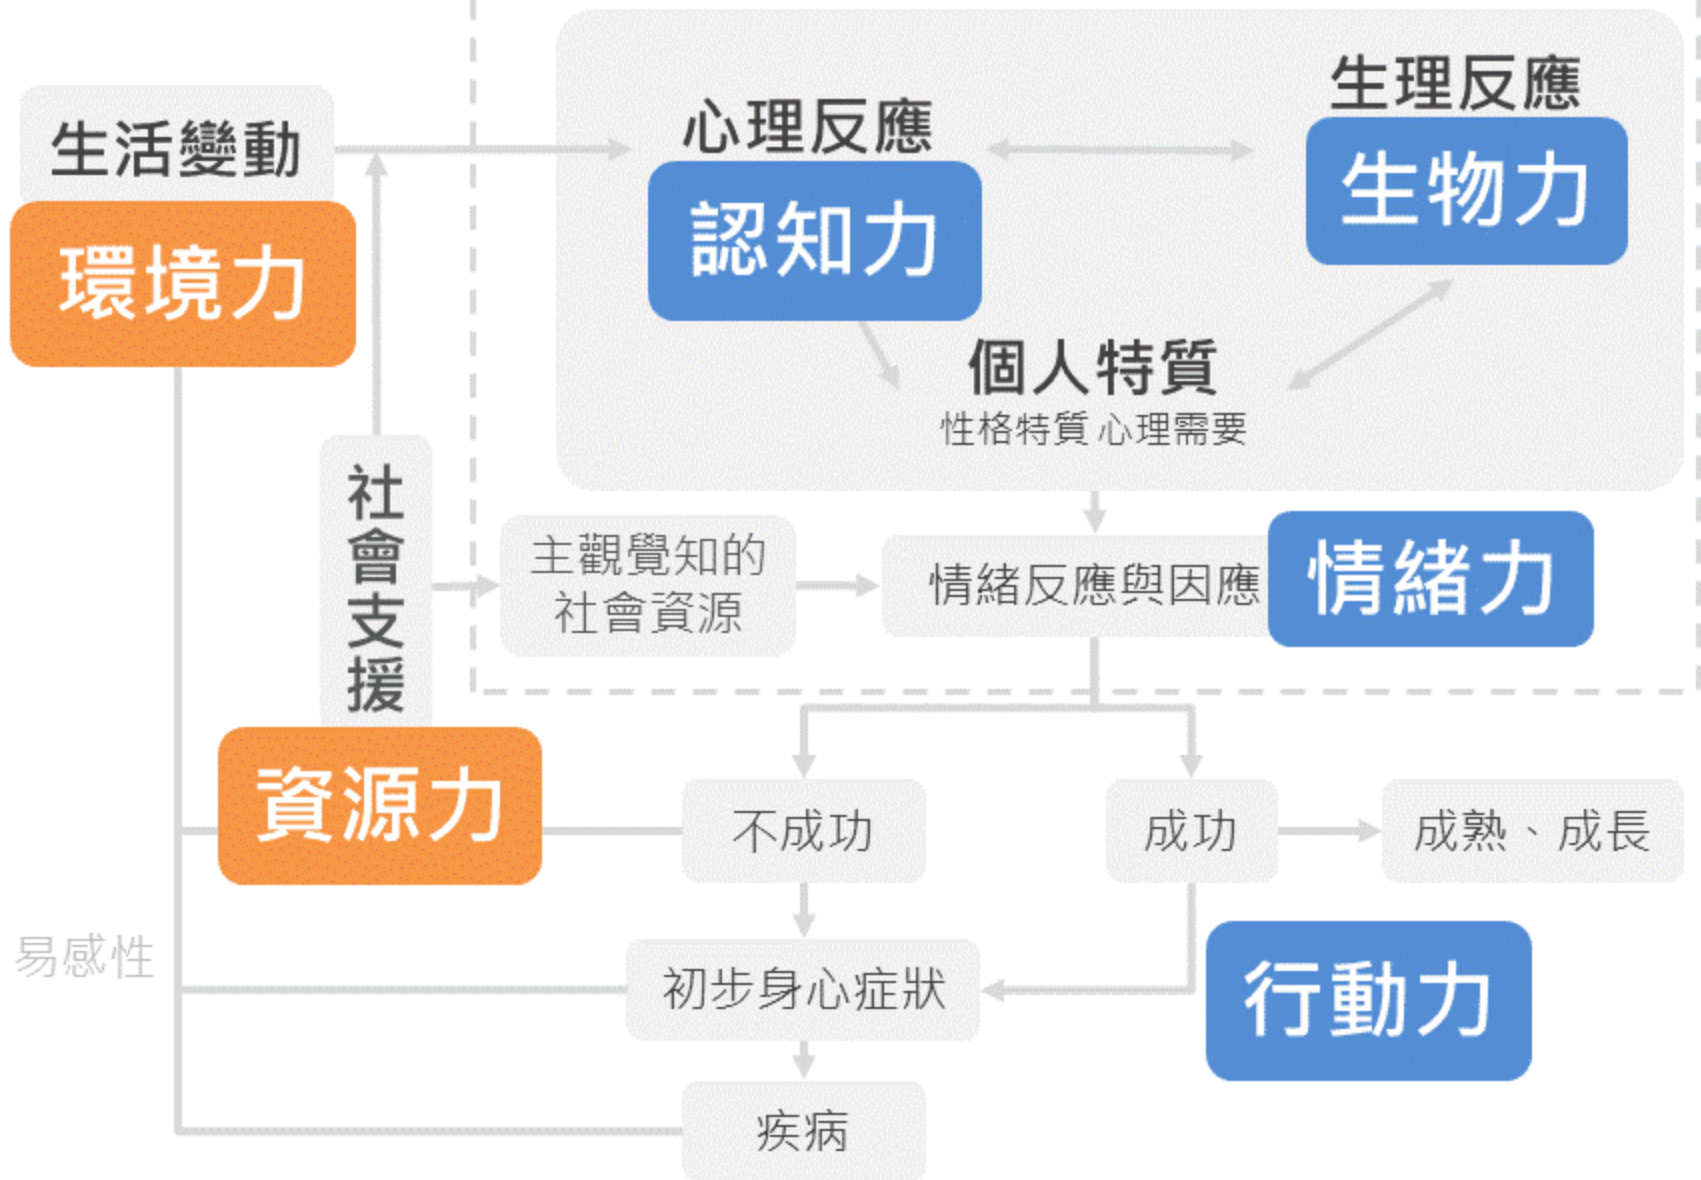 生活變動
環境力
心理反應
認知力
生理反應
生物力
個人特質
性格特質 心理需要
社會支援
資源力
主觀覺知的
社會資源
情緒反應與因應
情緒力
不成功
成功
成熟、成長
易感性
初步身心症狀
行動力
疾病